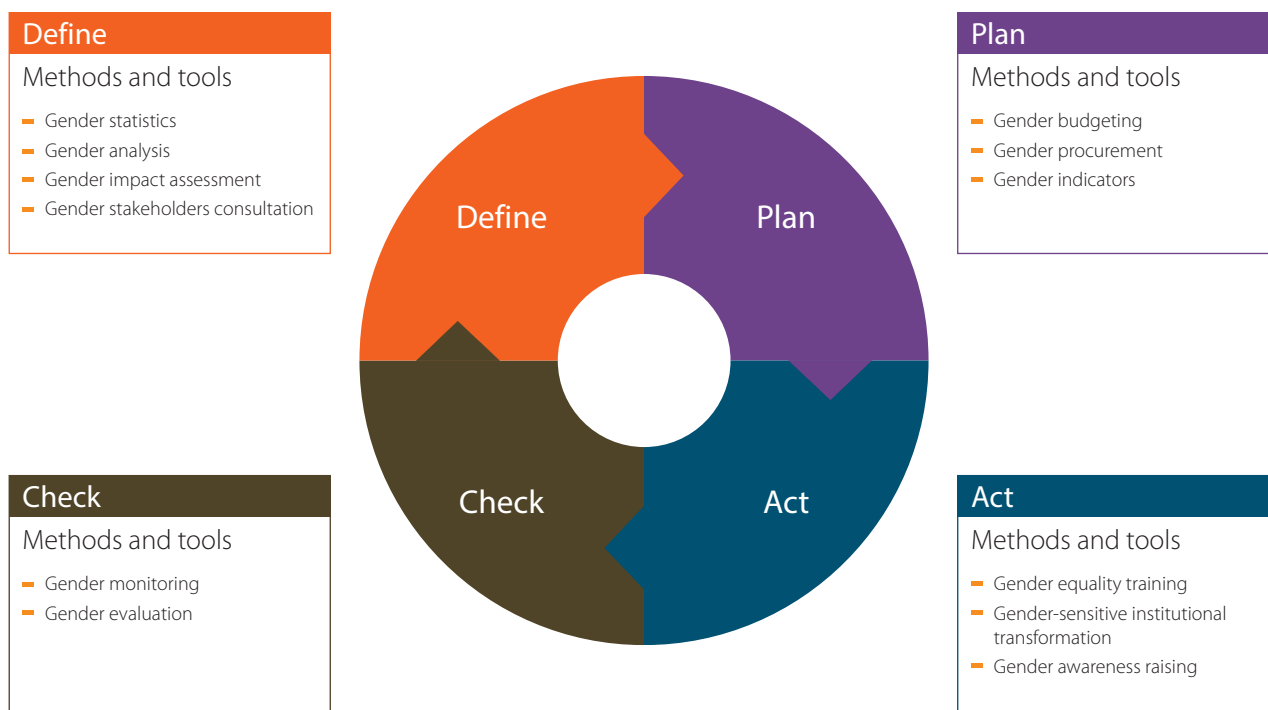 Define
Methods and tools
Gender statistics
Gender analysis
Gender impact assessment
Gender stakeholders consultation
Plan
Methods and tools
Gender budgeting
Gender procurement
Gender indicators
Define
Plan
Check
Act
Check
Methods and tools
Gender monitoring
Gender evaluation
Act
Methods and tools
Gender equality training
Gender-sensitive institutional
transformation
Gender awareness raising